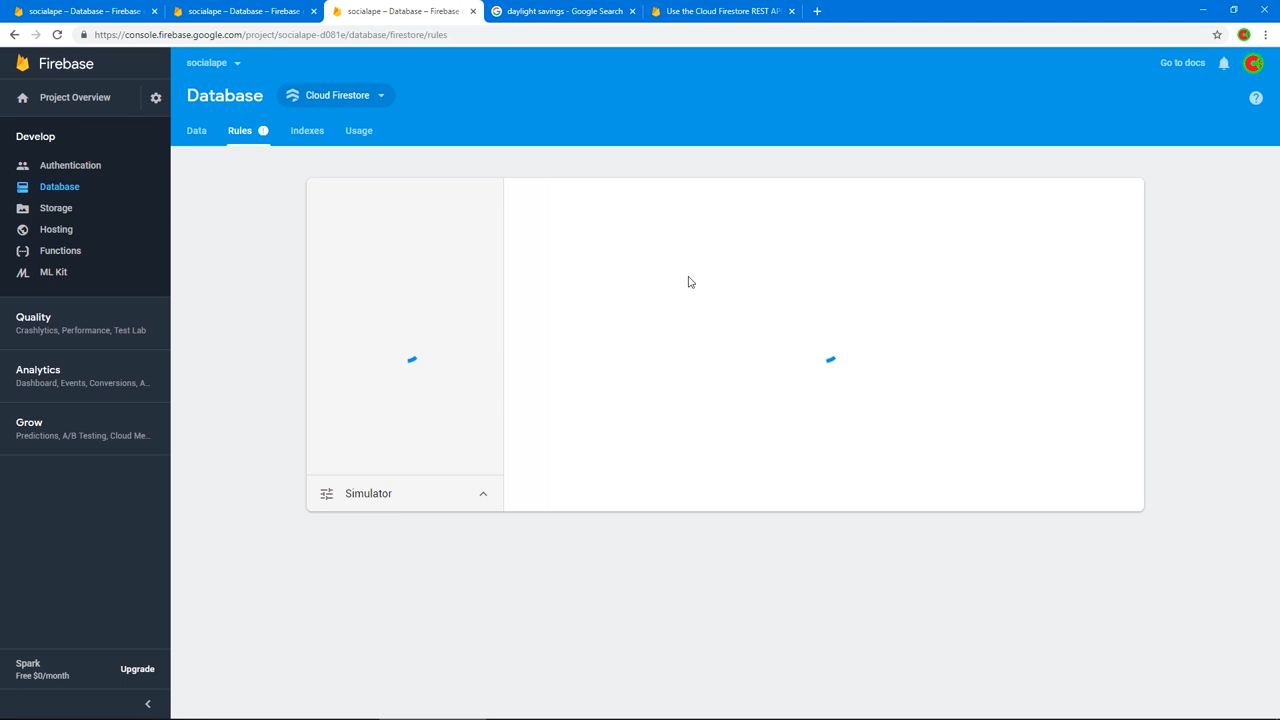 socialape – Database – Firebase
socialape – Database – Firebase
socialape – Database – Firebase
daylight savings - Google Search
Use the Cloud Firestore REST AP
https://console.firebase.google.com/project/socialape-d081e/database/firestore/rules
Firebase
socialape
Go to docs
Project Overview
Database
Cloud Firestore
Data
Rules
Indexes
Usage
Develop
Authentication
Database
Storage
Hosting
Functions
ML Kit
Quality
Crashlytics, Performance, Test Lab
Analytics
Dashboard, Events, Conversions, A...
Grow
Predictions, A/B Testing, Cloud Me...
Simulator
Spark
Free $0/month
Upgrade